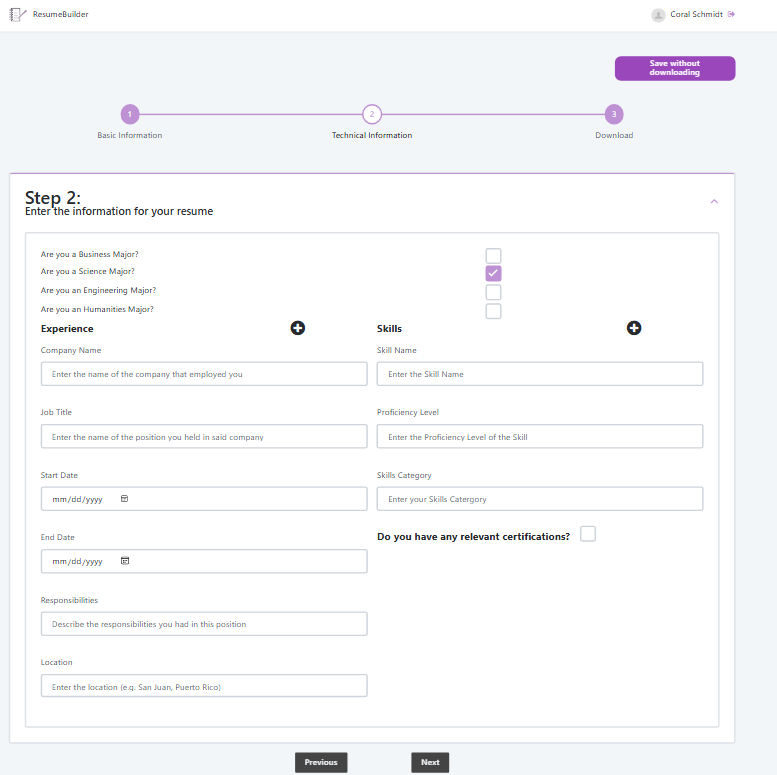 ResumeBuilder
Coral Schmidt
Save without
downloading
1
2
3
Basic Information
Technical Information
Download
Step 2:
Enter the information for your resume
Are you a Business Major?
Are you a Science Major?
Are you an Engineering Major?
Are you an Humanities Major?
Experience
Skills
Company Name
Skill Name
Enter the name of the company that employed you
Enter the Skill Name
Job Title
Proficiency Level
Enter the name of the position you held in said company
Enter the Proficiency Level of the Skill
Start Date
Skills Category
mm/dd/yyyy
Enter your Skills Catergory
End Date
Do you have any relevant certifications?
mm/dd/yyyy
Responsibilities
Describe the responsibilities you had in this position
Location
Enter the location (e.g. San Juan, Puerto Rico)
Previous
Next